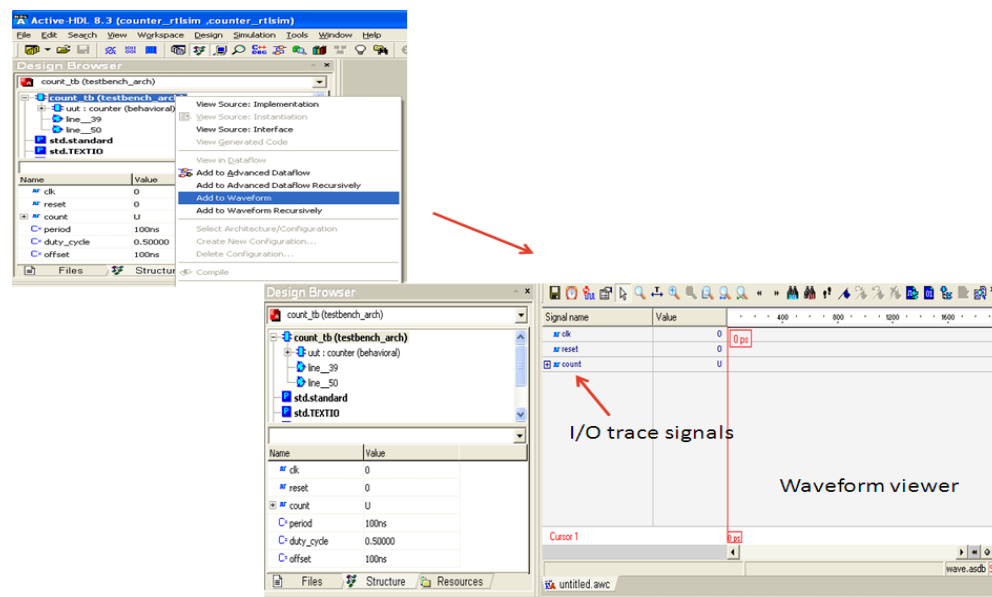 Active-HDL 8.3 (counter_rtlsim ,counter_rtlsim)
File Edit Search View Workspace Design Simulation Tools Window Help
Design Browser
count_tb (testbench_arch)
count_tb (testbench_arch)
uut : counter (behavioral)
line__39
line__50
std.standard
std.TEXTIO
Name Value
clk 0
reset 0
count U
period 100ns
duty_cycle 0.50000
offset 100ns
Files Structur
View Source: Implementation
View Source: Instantiation
View Source: Interface
View Generated Code
View in Dataflow
Add to Advanced Dataflow
Add to Advanced Dataflow Recursively
Add to Waveform
Add to Waveform Recursively
Select Architecture/Configuration
Create New Configuration...
Delete Configuration...
Compile
Design Browser
count_tb (testbench_arch)
count_tb (testbench_arch)
uut : counter (behavioral)
line__39
line__50
std.standard
std.TEXTIO
Name Value
clk 0
reset 0
count U
period 100ns
duty_cycle 0.50000
offset 100ns
Files Structure Resources
Signal name Value 400 800 1200 1600
clk 0
0 ps
reset 0
count U
I/O trace signals
Waveform viewer
Cursor 1 0 ps
wave.asdb
untitled.awc